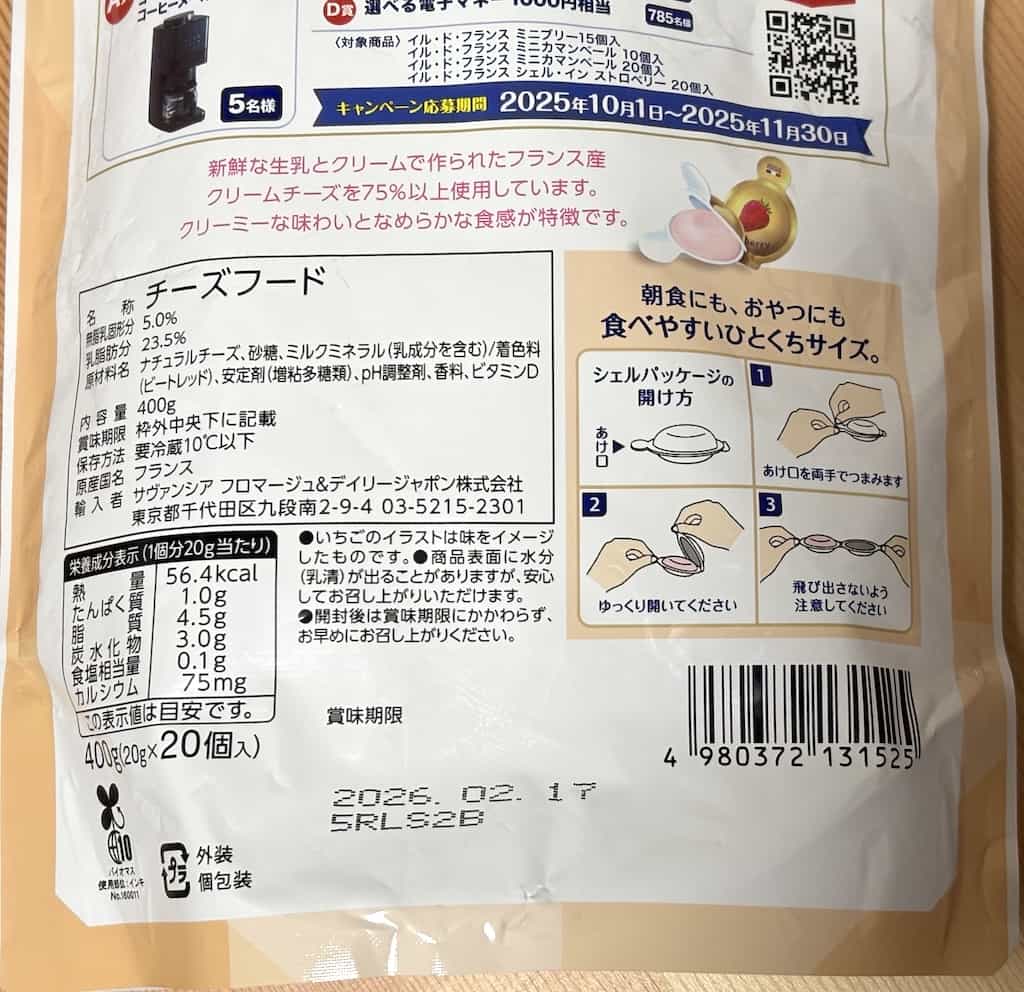 コーヒーメーカー
5名様
D賞 選べる電子マネー 1000円相当
785名様
〈対象商品〉イル・ド・フランス ミニブリー15個入
イル・ド・フランス ミニカマンベール 10個入
イル・ド・フランス ミニカマンベール 20個入
イル・ド・フランス シェル・イン ストロベリー 20個入
キャンペーン応募期間 2025年10月1日〜2025年11月30日
新鮮な生乳とクリームで作られたフランス産
クリームチーズを75%以上使用しています。
クリーミーな味わいとなめらかな食感が特徴です。
名称 チーズフード
無脂乳固形分 5.0%
乳脂肪分 23.5%
原材料名 ナチュラルチーズ、砂糖、ミルクミネラル(乳成分を含む)/着色料
(ビートレッド)、安定剤(増粘多糖類)、pH調整剤、香料、ビタミンD
内容量 400g
賞味期限 枠外中央下に記載
保存方法 要冷蔵10℃以下
原産国名 フランス
輸入者 サヴァンシア フロマージュ&デイリージャポン株式会社
東京都千代田区九段南2-9-4 03-5215-2301
栄養成分表示(1個分20g当たり)
熱量 56.4kcal
たんぱく質 1.0g
脂質 4.5g
炭水化物 3.0g
食塩相当量 0.1g
カルシウム 75mg
この表示値は目安です。
400g(20g×20個入)
●いちごのイラストは味をイメージ
したものです。●商品表面に水分
(乳清)が出ることがありますが、安心
してお召し上がりいただけます。
●開封後は賞味期限にかかわらず、
お早めにお召し上がりください。
朝食にも、おやつにも
食べやすいひとくちサイズ。
シェルパッケージの
開け方
あけ口
1
あけ口を両手でつまみます
2
ゆっくり開いてください
3
飛び出さないよう
注意してください
賞味期限
2026. 02. 17
5RLS2B
4 980372 131525
10
バイオマス
使用部位:インキ
No.160011
プラ
外装
個包装